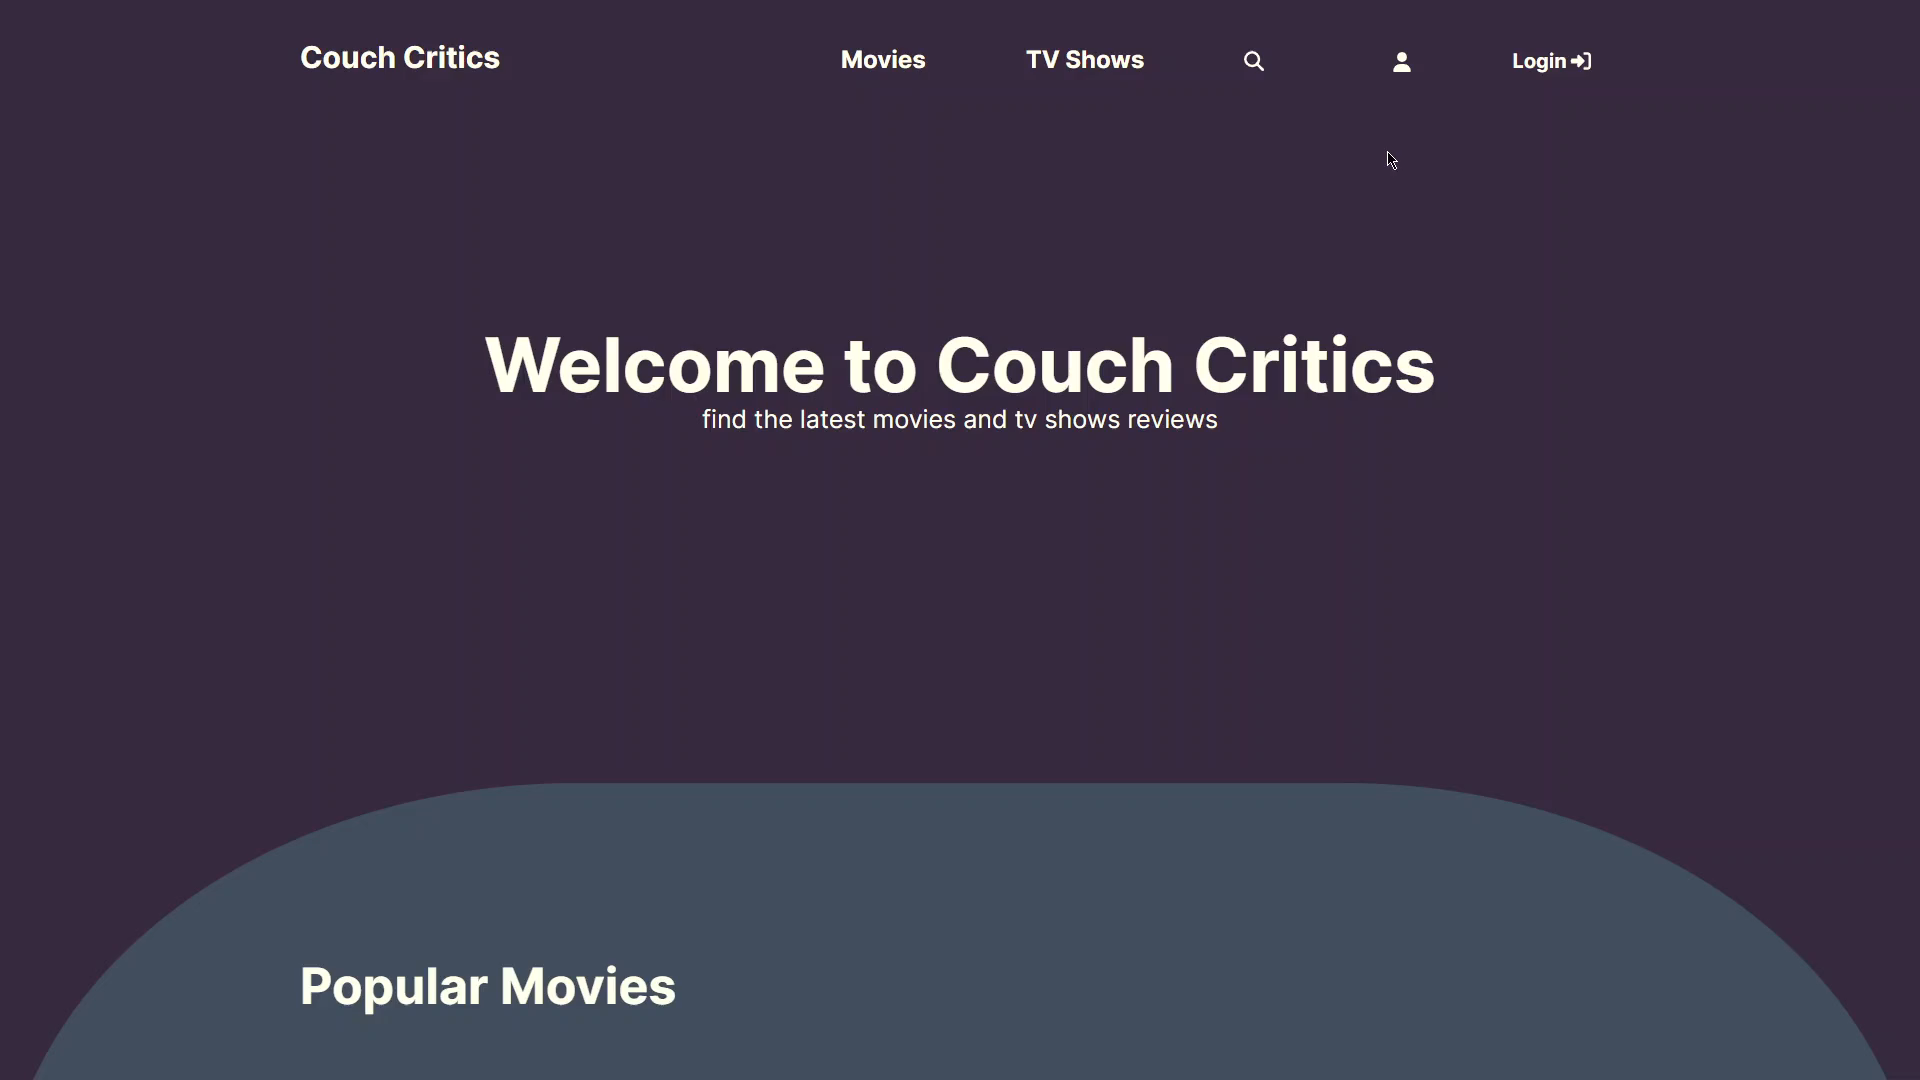 Couch Critics
Movies
TV Shows
Login
Welcome to Couch Critics
find the latest movies and tv shows reviews
Popular Movies